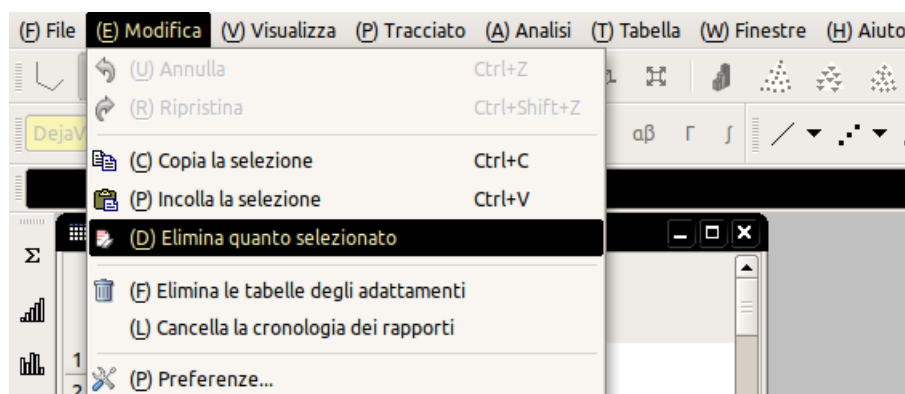 (F) File (E) Modifica (V) Visualizza (P) Tracciato (A) Analisi (T) Tabella (W) Finestre (H) Aiuto
(U) Annulla Ctrl+Z
(R) Ripristina Ctrl+Shift+Z
DejaV αβ Γ ∫
(C) Copia la selezione Ctrl+C
(P) Incolla la selezione Ctrl+V
(D) Elimina quanto selezionato
Σ
(F) Elimina le tabelle degli adattamenti
(L) Cancella la cronologia dei rapporti
1
(P) Preferenze...
2